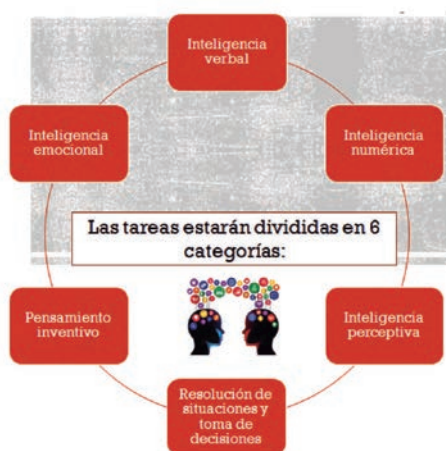 Inteligencia
verbal
Inteligencia
emocional
Inteligencia
numérica
Las tareas estarán divididas en 6
categorías:
Pensamiento
inventivo
Inteligencia
perceptiva
Resolución de
situaciones y
toma de
decisiones